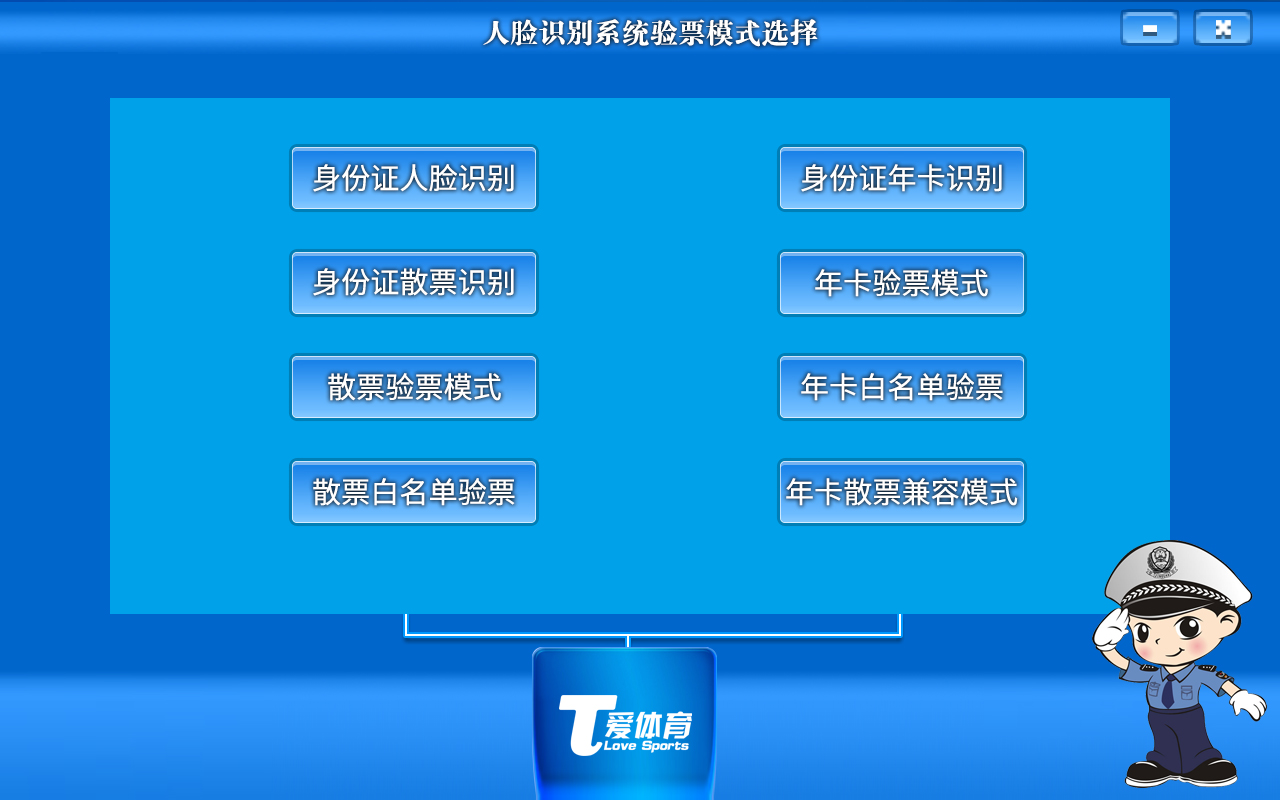 人脸识别系统验票模式选择
身份证人脸识别
身份证年卡识别
身份证散票识别
年卡验票模式
散票验票模式
年卡白名单验票
散票白名单验票
年卡散票兼容模式
T爱体育
Love Sports